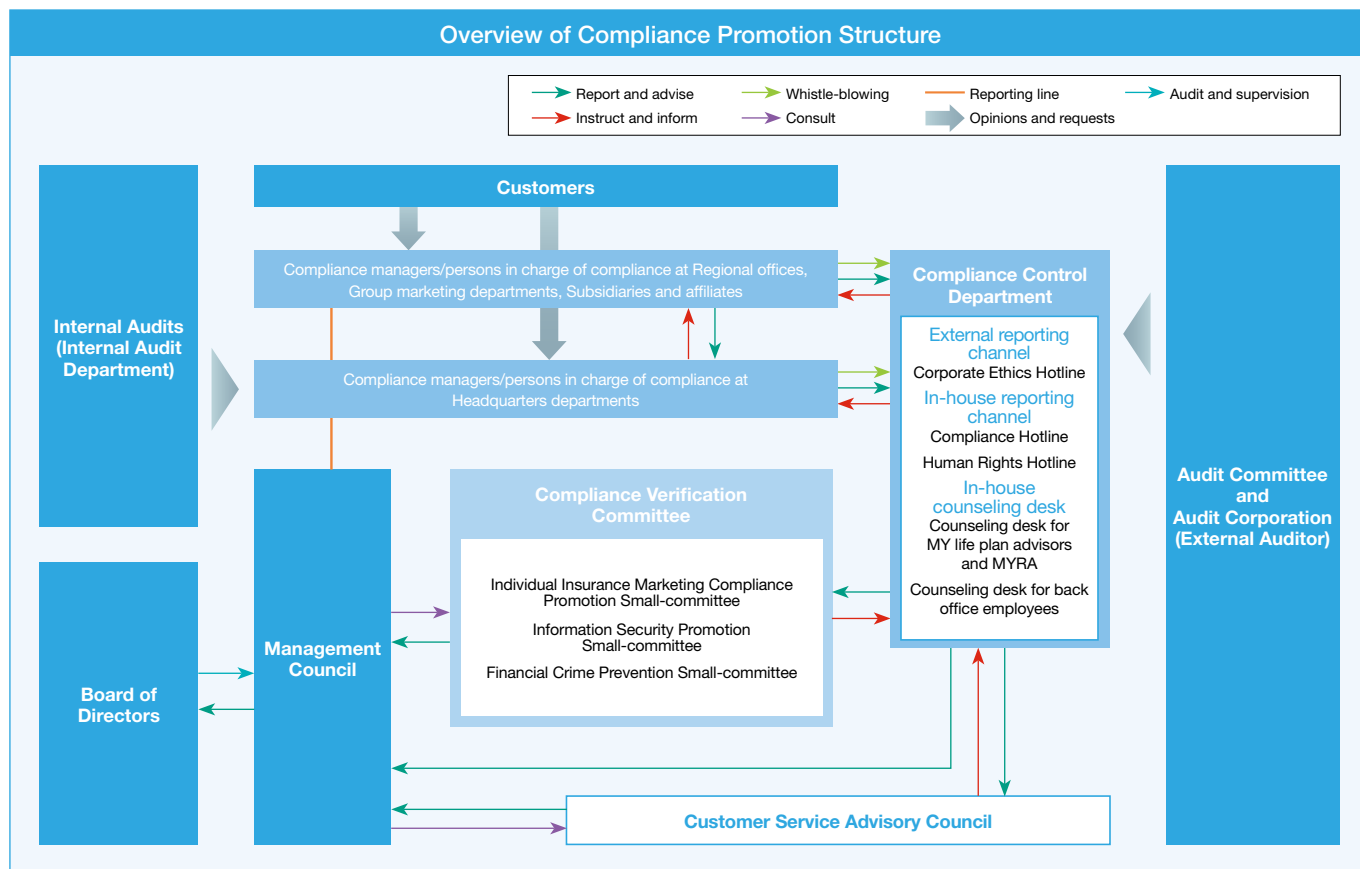 Overview of Compliance Promotion Structure
Report and advise
Whistle-blowing
Reporting line
Audit and supervision
Instruct and inform
Consult
Opinions and requests
Internal Audits
(Internal Audit
Department)
Customers
Compliance managers/persons in charge of compliance at Regional offices,
Group marketing departments, Subsidiaries and affiliates
Compliance managers/persons in charge of compliance at
Headquarters departments
Compliance Control
Department
External reporting
channel
Corporate Ethics Hotline
In-house reporting
channel
Compliance Hotline
Human Rights Hotline
In-house
counseling desk
Counseling desk for
MY life plan advisors
and MYRA
Counseling desk for back
office employees
Audit Committee
and
Audit Corporation
(External Auditor)
Board of
Directors
Management
Council
Compliance Verification
Committee
Individual Insurance Marketing Compliance
Promotion Small-committee
Information Security Promotion
Small-committee
Financial Crime Prevention Small-committee
Customer Service Advisory Council